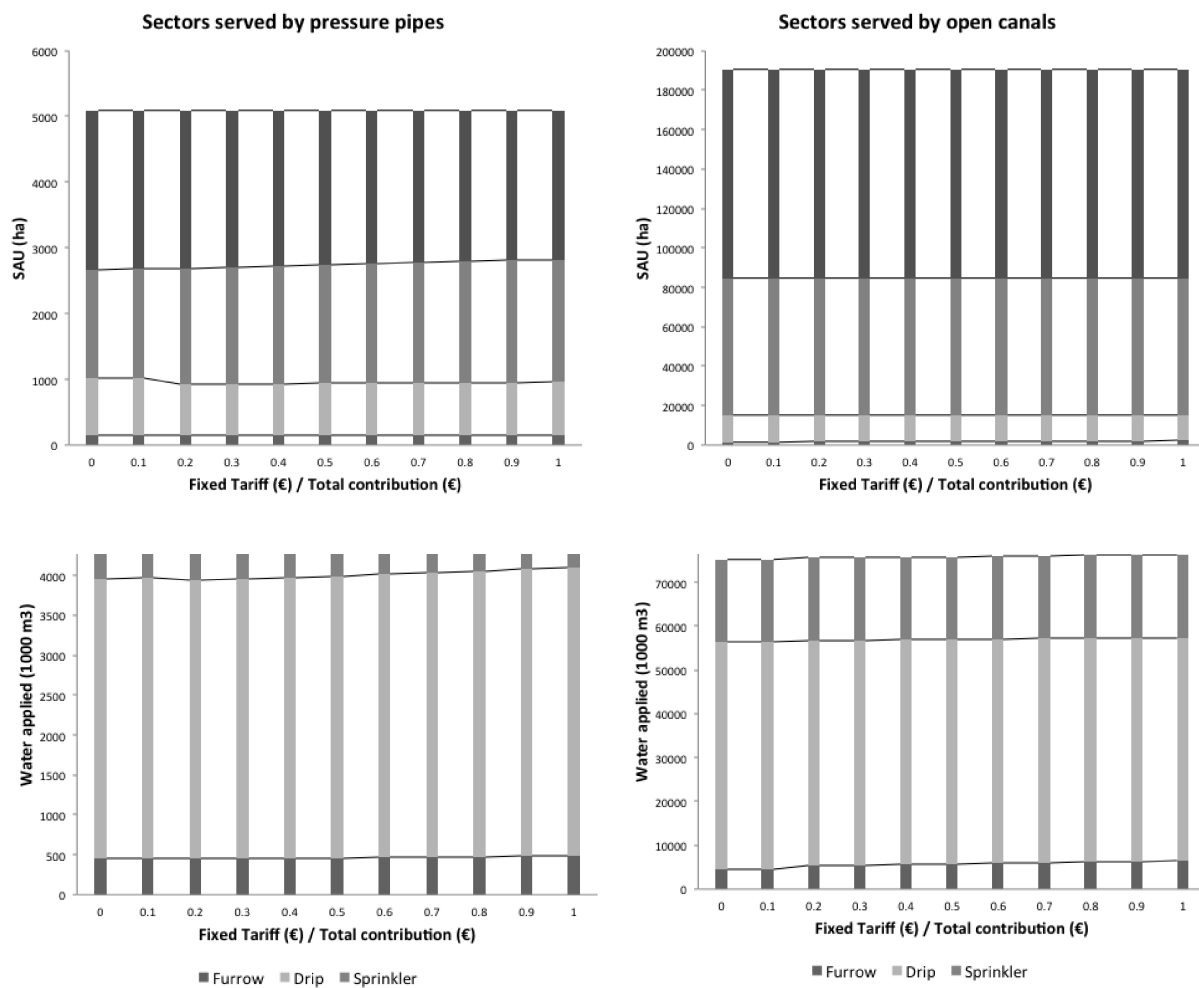 Sectors served by pressure pipes
SAU (ha)
6000
5000
4000
3000
2000
1000
0
0 0.1 0.2 0.3 0.4 0.5 0.6 0.7 0.8 0.9 1
Fixed Tariff (€) / Total contribution (€)
Sectors served by open canals
SAU (ha)
200000
180000
160000
140000
120000
100000
80000
60000
40000
20000
0
0 0.1 0.2 0.3 0.4 0.5 0.6 0.7 0.8 0.9 1
Fixed Tariff (€) / Total contribution (€)
Water applied (1000 m3)
4000
3500
3000
2500
2000
1500
1000
500
0
0 0.1 0.2 0.3 0.4 0.5 0.6 0.7 0.8 0.9 1
Fixed Tariff (€) / Total contribution (€)
Furrow Drip Sprinkler
Water applied (1000 m3)
70000
60000
50000
40000
30000
20000
10000
0
0 0.1 0.2 0.3 0.4 0.5 0.6 0.7 0.8 0.9 1
Fixed Tariff (€) / Total contribution (€)
Furrow Drip Sprinkler